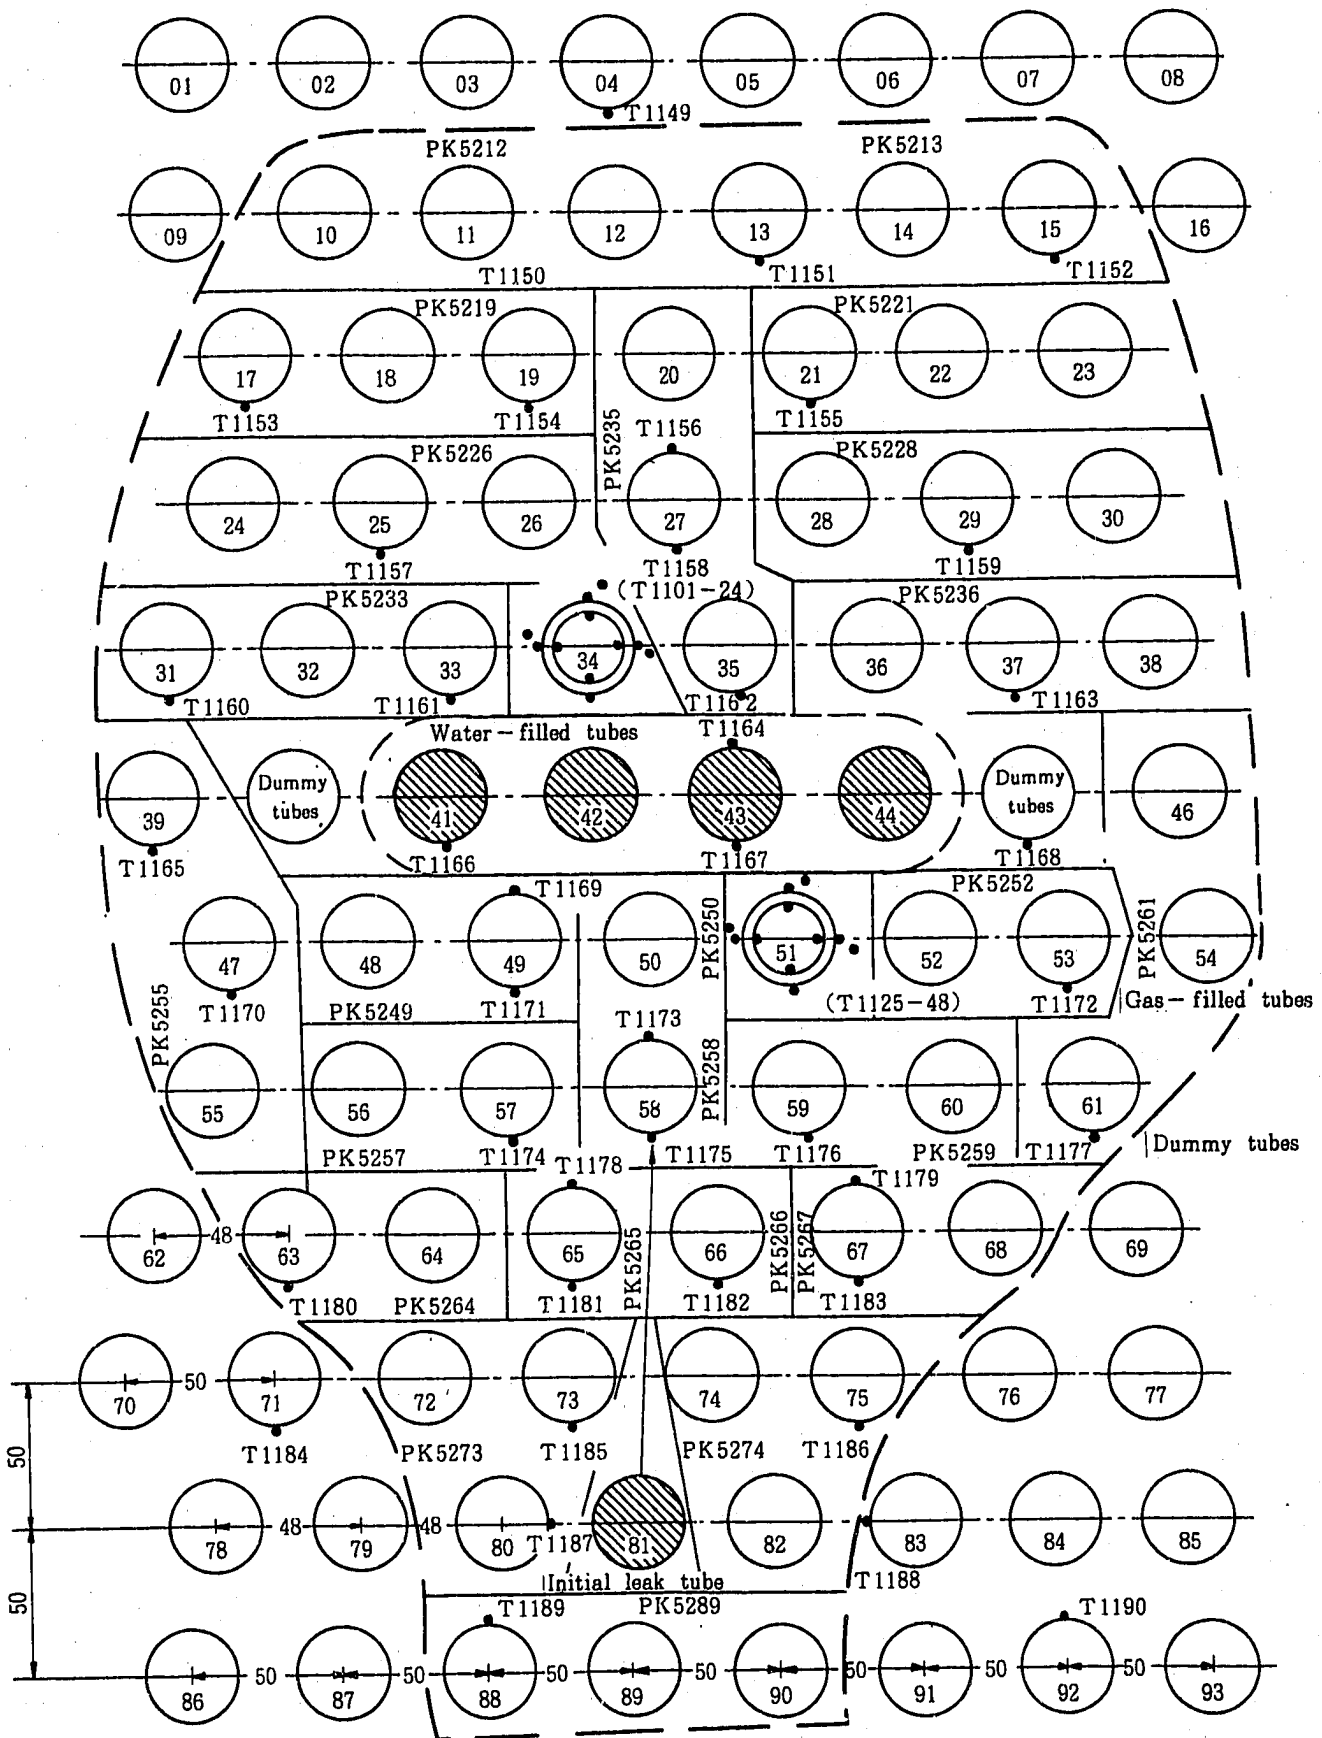 01 02 03 04 05 06 07 08
T1149
PK5212 PK5213
09 10 11 12 13 14 15 16
T1150 T1151 T1152
PK5219 PK5221
17 18 19 20 21 22 23
T1153 T1154 T1156 T1155
PK5235
PK5226 PK5228
24 25 26 27 28 29 30
T1157 T1158 T1159
(T1101-24)
PK5233 PK5236
31 32 33 34 35 36 37 38
T1160 T1161 T1162 T1163
Water-filled tubes T1164
Dummy tubes Dummy tubes
39 41 42 43 44 46
T1165 T1166 T1167 T1168
T1169 PK5252
PK5250 PK5261
47 48 49 50 51 52 53 54
T1170 PK5249 T1171 (T1125-48) T1172 Gas-filled tubes
PK5255
T1173
PK5258
55 56 57 58 59 60 61
PK5257 T1174 T1175 T1176 PK5259 T1177 Dummy tubes
T1178 T1179
48
62 63 64 65 66 67 68 69
PK5265 PK5266 PK5267
T1180 PK5264 T1181 T1182 T1183
50
70 71 72 73 74 75 76 77
T1184 PK5273 T1185 PK5274 T1186
50
48 48
78 79 80 T1187 81 82 83 84 85
Initial leak tube T1188
50
T1189 PK5289 T1190
50 50 50 50 50 50 50
86 87 88 89 90 91 92 93